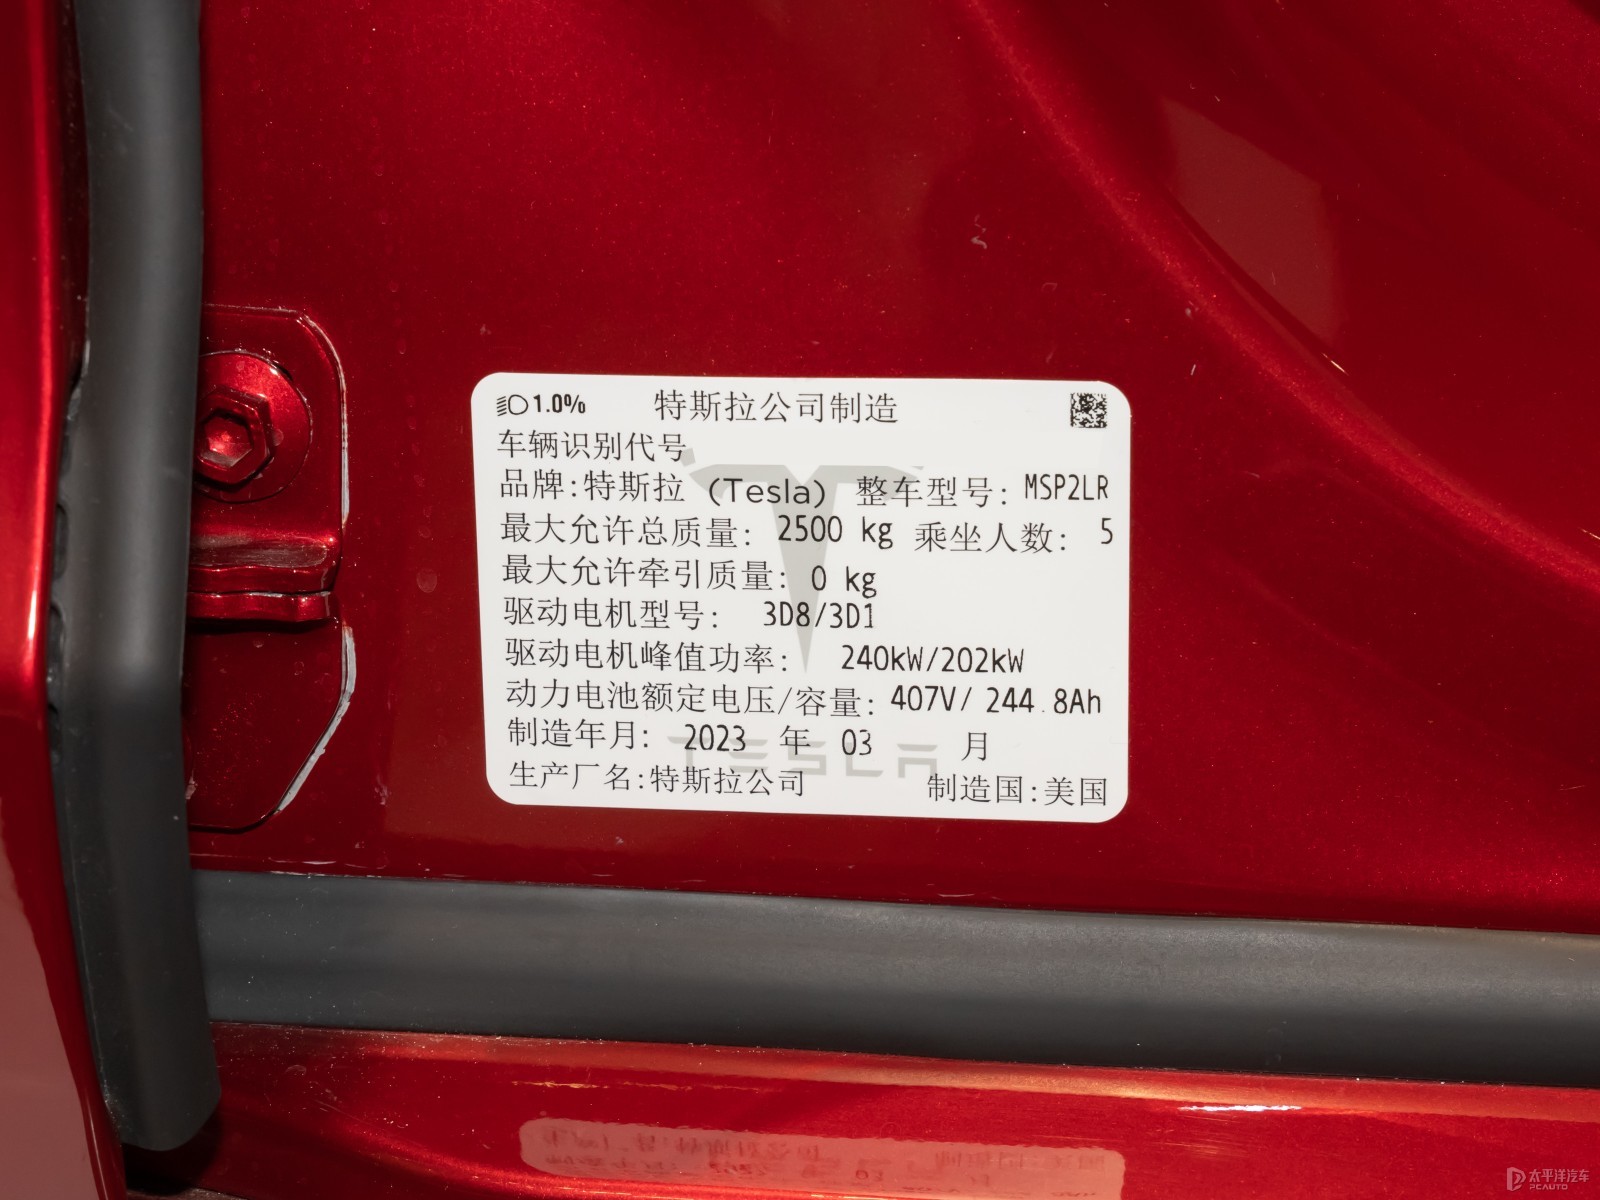 1.0% 特斯拉公司制造
车辆识别代号
品牌:特斯拉 (Tesla) 整车型号: MSP2LR
最大允许总质量: 2500 kg 乘坐人数: 5
最大允许牵引质量: 0 kg
驱动电机型号: 3D8/3D1
驱动电机峰值功率: 240kW/202kW
动力电池额定电压/容量: 407V/ 244.8Ah
制造年月: 2023 年 03 月
TESLA
生产厂名:特斯拉公司 制造国:美国
太平洋汽车
PCAUTO